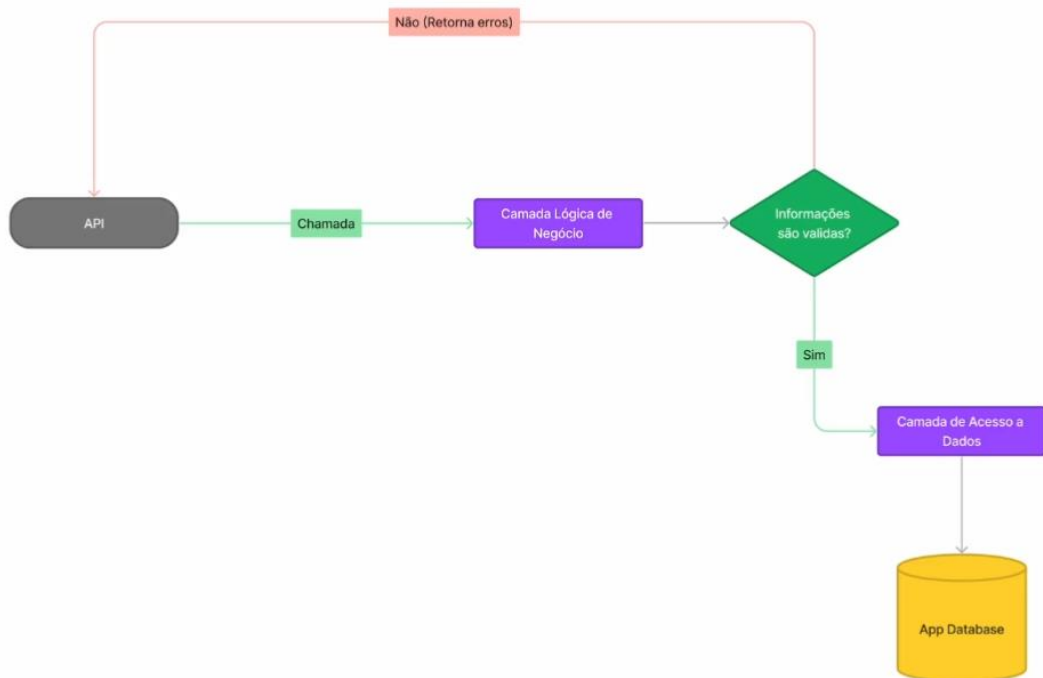 Não (Retorna erros)
API
Chamada
Camada Lógica de
Negócio
Informações
são validas?
Sim
Camada de Acesso a
Dados
App Database